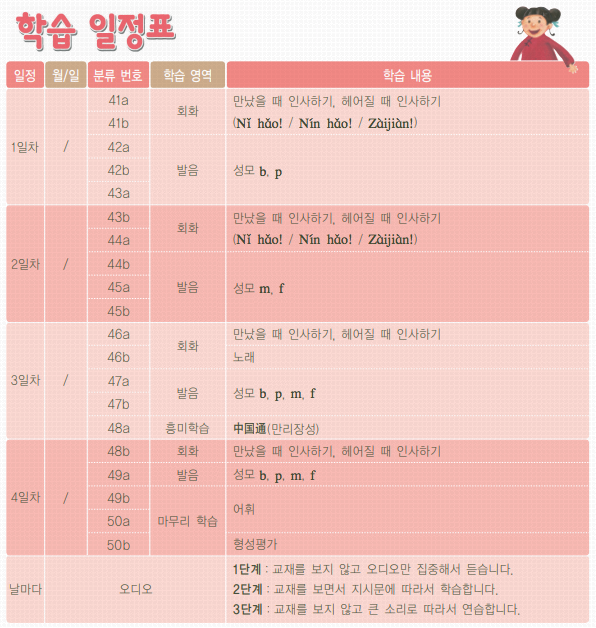 학습 일정표
일정 월/일 분류 번호 학습 영역 학습 내용
1일차 /
41a 회화 만났을 때 인사하기, 헤어질 때 인사하기
41b (Nǐ hǎo! / Nín hǎo! / Zàijiàn!)
42a
42b 발음 성모 b, p
43a
2일차 /
43b 회화 만났을 때 인사하기, 헤어질 때 인사하기
44a (Nǐ hǎo! / Nín hǎo! / Zàijiàn!)
44b
45a 발음 성모 m, f
45b
3일차 /
46a 회화 만났을 때 인사하기, 헤어질 때 인사하기
46b 노래
47a 발음 성모 b, p, m, f
47b
48a 흥미학습 中国通(만리장성)
4일차 /
48b 회화 만났을 때 인사하기, 헤어질 때 인사하기
49a 발음 성모 b, p, m, f
49b 마무리 학습 어휘
50a
50b 형성평가
날마다 오디오
1단계 : 교재를 보지 않고 오디오만 집중해서 듣습니다.
2단계 : 교재를 보면서 지시문에 따라서 학습합니다.
3단계 : 교재를 보지 않고 큰 소리로 따라서 연습합니다.